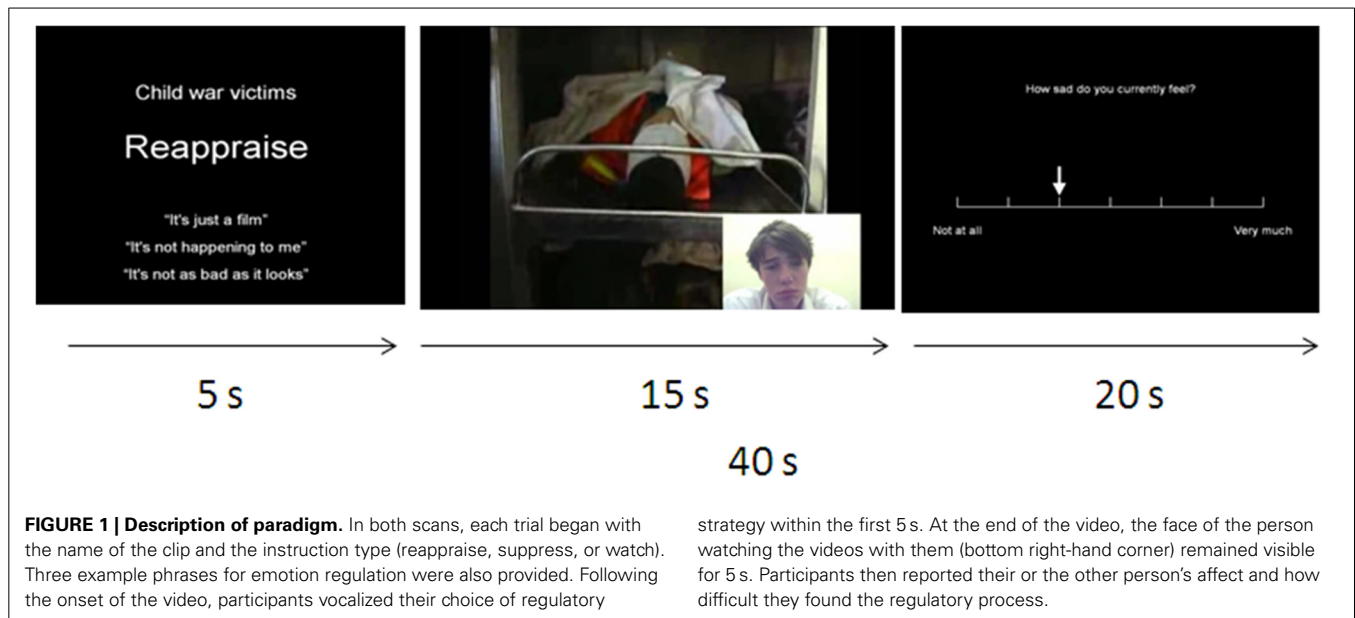 Child war victims
Reappraise
"It's just a film"
"It's not happening to me"
"It's not as bad as it looks"
How sad do you currently feel?
Not at all
Very much
5 s
15 s
20 s
40 s
FIGURE 1 | Description of paradigm. In both scans, each trial began with
the name of the clip and the instruction type (reappraise, suppress, or watch).
Three example phrases for emotion regulation were also provided. Following
the onset of the video, participants vocalized their choice of regulatory
strategy within the first 5 s. At the end of the video, the face of the person
watching the videos with them (bottom right-hand corner) remained visible
for 5 s. Participants then reported their or the other person's affect and how
difficult they found the regulatory process.